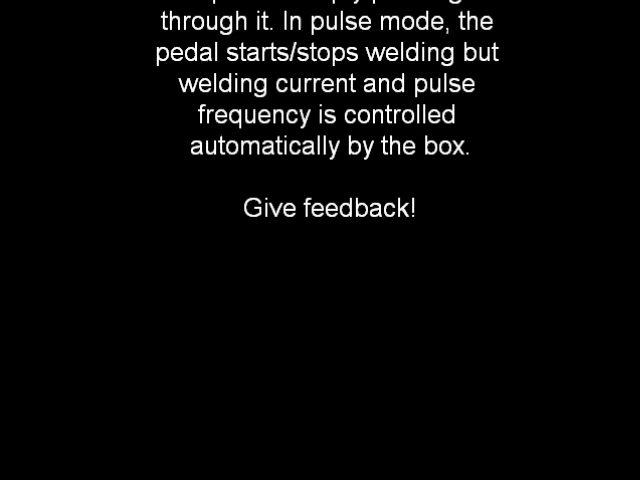 through it. In pulse mode, the
pedal starts/stops welding but
welding current and pulse
frequency is controlled
automatically by the box.
Give feedback!